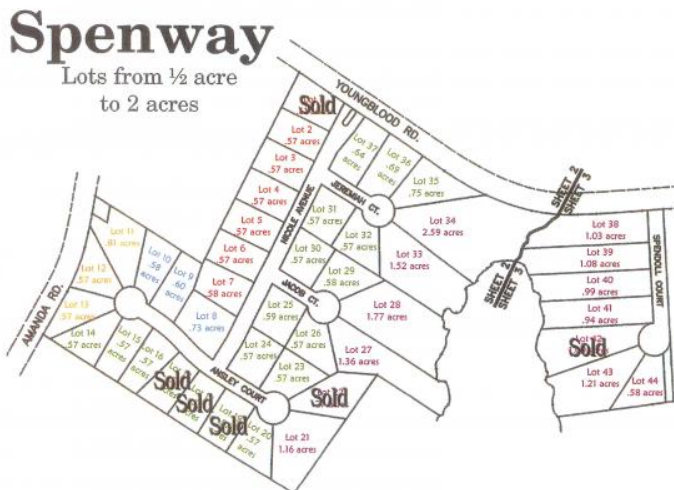 Spenway
Lots from ½ acre
to 2 acres
YOUNGBLOOD RD.
Sold
Lot 2
.57 acres
Lot 3
.57 acres
Lot 4
.57 acres
Lot 5
.57 acres
Lot 6
.57 acres
Lot 7
.58 acres
Lot 8
.73 acres
Lot 9
.60
acres
Lot 10
.58
acres
Lot 11
.81 acres
Lot 12
.57 acres
Lot 13
.57 acres
Lot 14
.57 acres
Lot 15
.57
acres
Lot 16
.57
acres
Sold
Sold
Sold
Lot 20
.57
acres
Lot 21
1.16 acres
Sold
Lot 23
.57 acres
Lot 24
.57 acres
Lot 25
.59 acres
Lot 26
.57 acres
Lot 27
1.36 acres
Lot 28
1.77 acres
Lot 29
.58 acres
Lot 30
.57 acres
Lot 31
.57 acres
Lot 32
.57 acres
Lot 33
1.52 acres
Lot 34
2.59 acres
Lot 35
.75 acres
Lot 36
.69
acres
Lot 37
.64
acres
NICOLE AVENUE
JEREMIAH CT.
JACOB CT.
ANSLEY COURT
AMANDA RD.
SHEET 2
SHEET 3
SHEET 2
SHEET 3
Lot 38
1.03 acres
Lot 39
1.08 acres
Lot 40
.99 acres
Lot 41
.94 acres
Sold
Lot 43
1.21 acres
Lot 44
.58 acres
SPENDOLL COURT